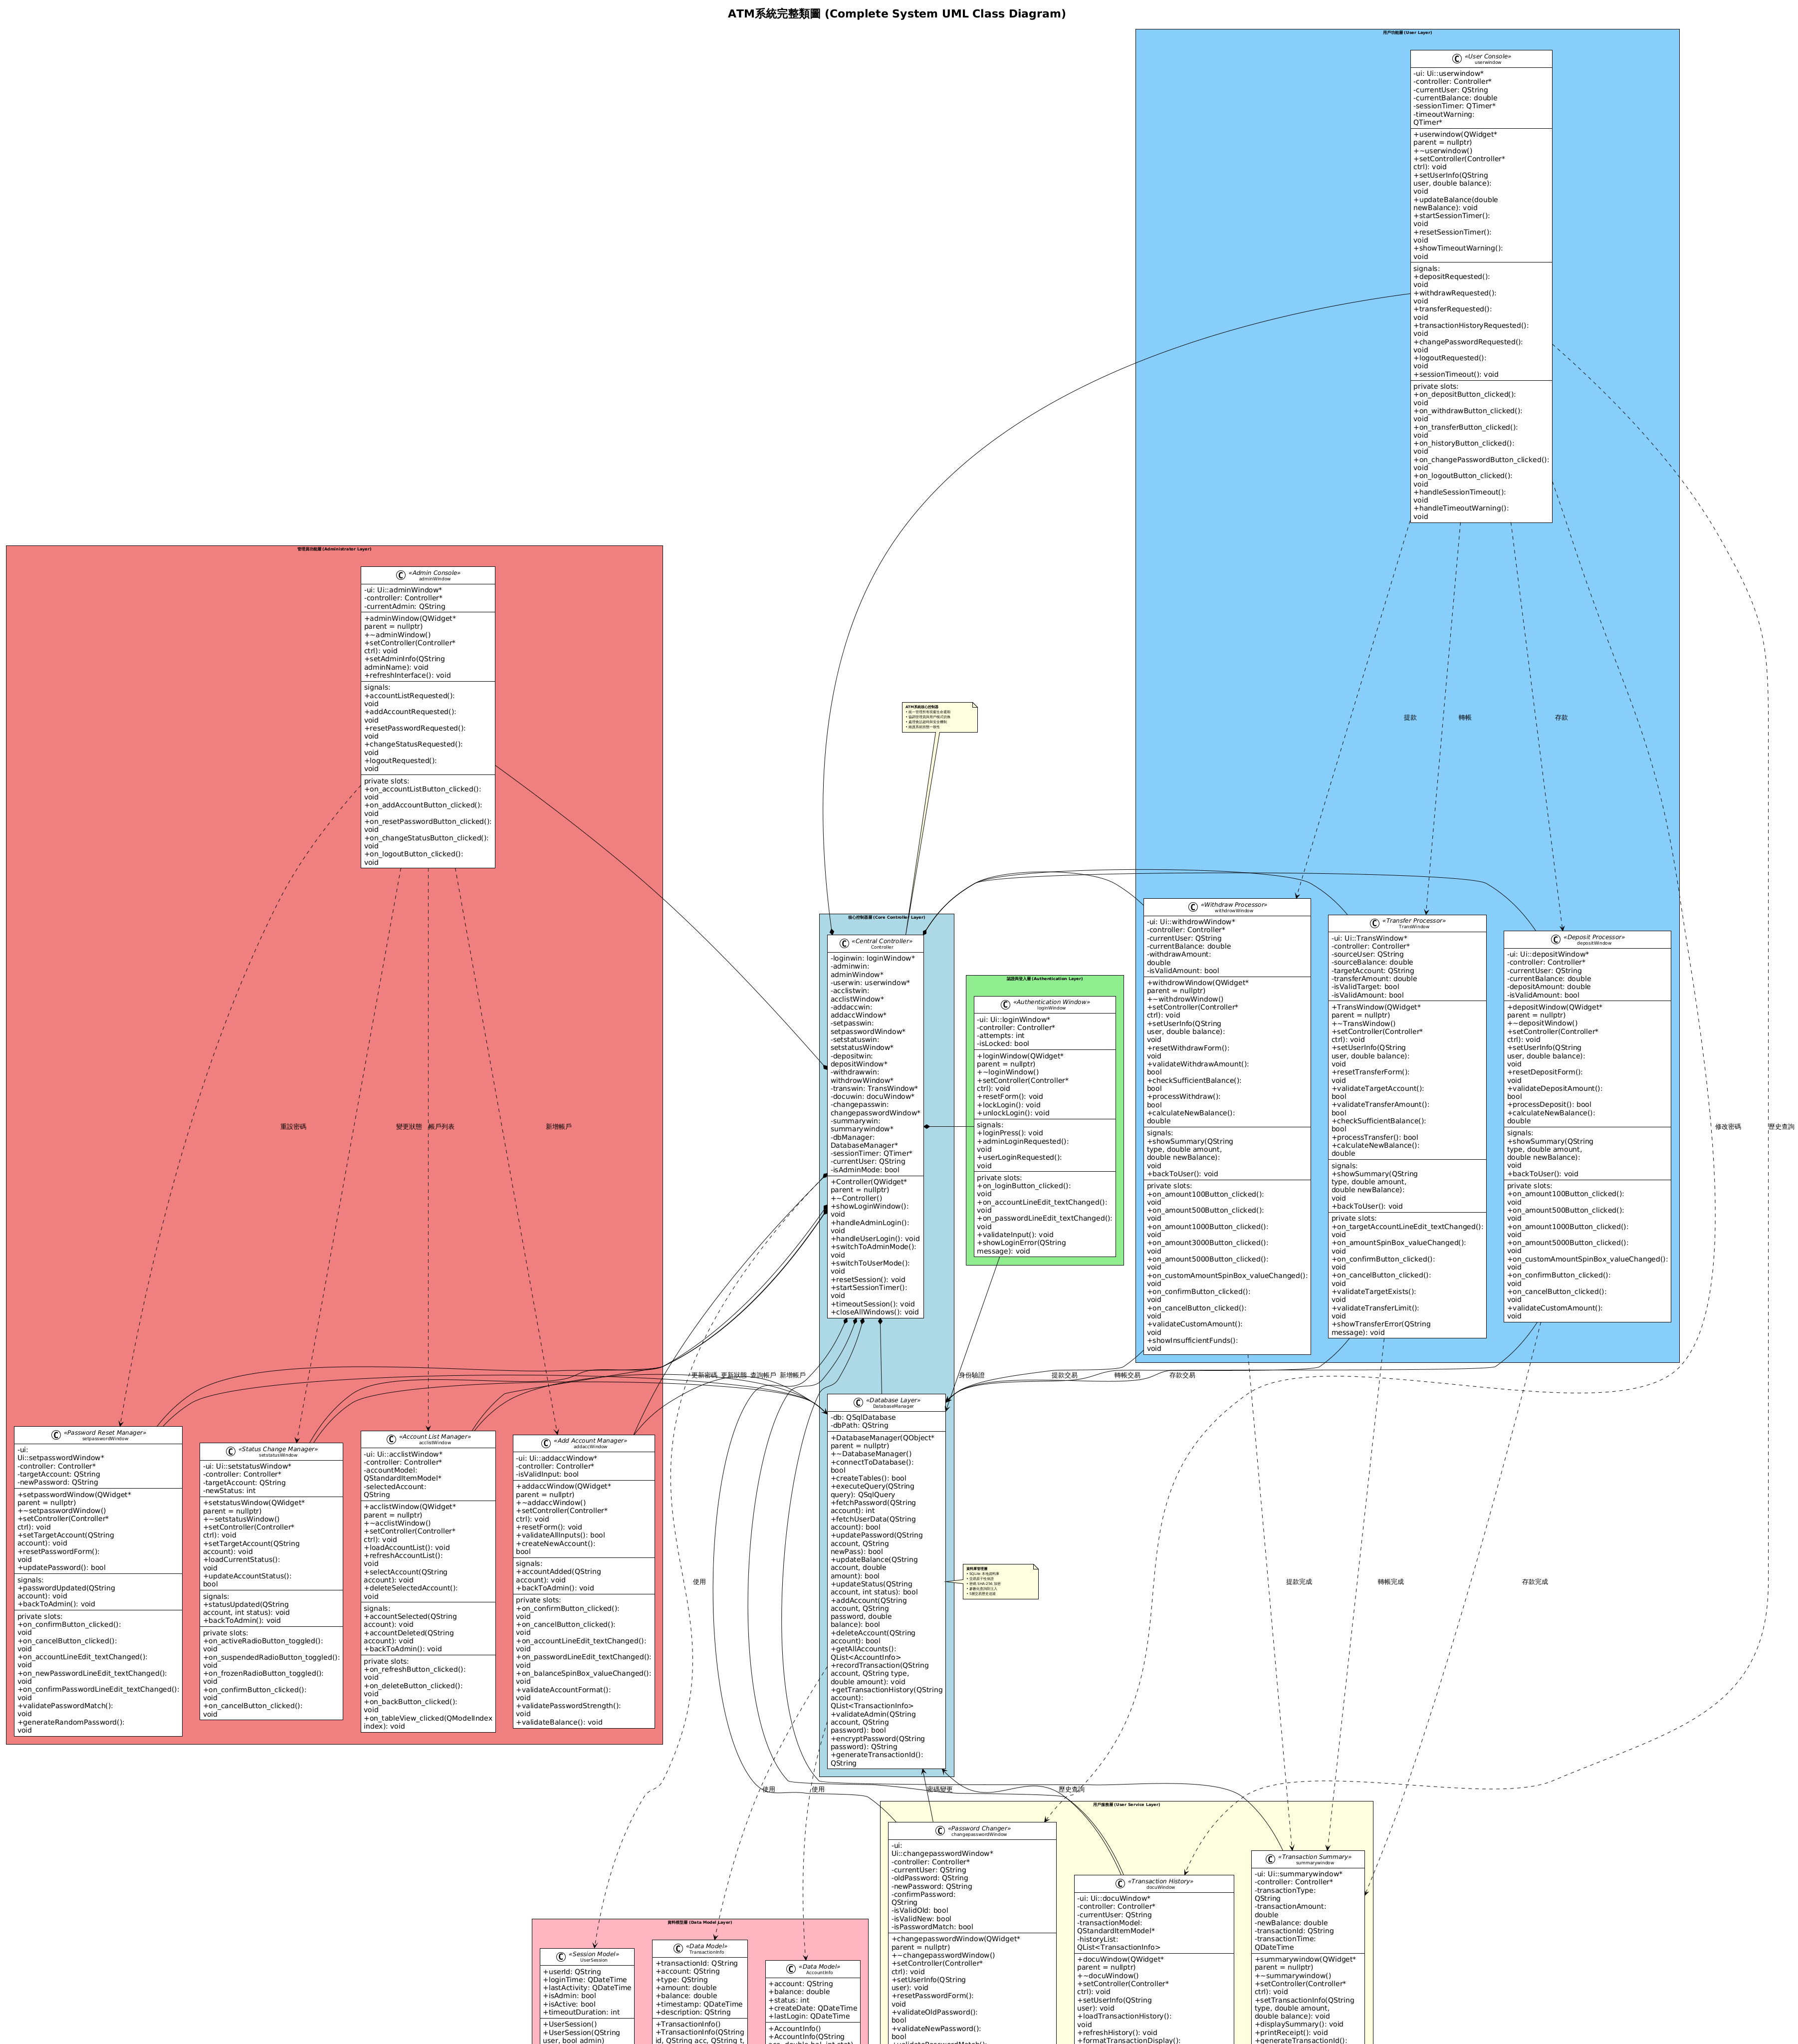 ATM系統完整類圖 (Complete System UML Class Diagram)
用戶功能層 (User Layer)
«User Console»
userwindow
-ui: Ui::userwindow*
-controller: Controller*
-currentUser: QString
-currentBalance: double
-sessionTimer: QTimer*
-timeoutWarning:
QTimer*
+userwindow(QWidget*
parent = nullptr)
+~userwindow()
+setController(Controller*
ctrl): void
+setUserInfo(QString
user, double balance):
void
+updateBalance(double
newBalance): void
+startSessionTimer():
void
+resetSessionTimer():
void
+showTimeoutWarning():
void
signals:
+depositRequested():
void
+withdrawRequested():
void
+transferRequested():
void
+transactionHistoryRequested():
void
+changePasswordRequested():
void
+logoutRequested():
void
+sessionTimeout(): void
private slots:
+on_depositButton_clicked():
void
+on_withdrawButton_clicked():
void
+on_transferButton_clicked():
void
+on_historyButton_clicked():
void
+on_changePasswordButton_clicked():
void
+on_logoutButton_clicked():
void
+handleSessionTimeout():
void
+handleTimeoutWarning():
void
管理員功能層 (Administrator Layer)
«Admin Console»
adminWindow
-ui: Ui::adminWindow*
-controller: Controller*
-currentAdmin: QString
+adminWindow(QWidget*
parent = nullptr)
+~adminWindow()
+setController(Controller*
ctrl): void
+setAdminInfo(QString
adminName): void
+refreshInterface(): void
signals:
+accountListRequested():
void
+addAccountRequested():
void
+resetPasswordRequested():
void
+changeStatusRequested():
void
+logoutRequested():
void
private slots:
+on_accountListButton_clicked():
void
+on_addAccountButton_clicked():
void
+on_resetPasswordButton_clicked():
void
+on_changeStatusButton_clicked():
void
+on_logoutButton_clicked():
void
ATM系統核心控制器
提款
轉帳
存款
修改密碼
歷史查詢
重設密碼
變更狀態
帳戶列表
新增帳戶
核心控制器層 (Core Controller Layer)
«Central Controller»
Controller
-loginwin: loginWindow*
-adminwin:
adminWindow*
-userwin: userwindow*
-acclistwin:
acclistWindow*
-addaccwin:
addaccWindow*
-setpasswin:
setpasswordWindow*
-setstatuswin:
setstatusWindow*
-depositwin:
depositWindow*
-withdrawwin:
withdrowWindow*
-transwin: TransWindow*
-docuwin: docuWindow*
-changepasswin:
changepasswordWindow*
-summarywin:
summarywindow*
-dbManager:
DatabaseManager*
-sessionTimer: QTimer*
-currentUser: QString
-isAdminMode: bool
+Controller(QWidget*
parent = nullptr)
+~Controller()
+showLoginWindow():
void
+handleAdminLogin():
void
+handleUserLogin(): void
+switchToAdminMode():
void
+switchToUserMode():
void
+resetSession(): void
+startSessionTimer():
void
+timeoutSession(): void
+closeAllWindows(): void
認證與登入層 (Authentication Layer)
«Authentication Window»
loginWindow
-ui: Ui::loginWindow*
-controller: Controller*
-attempts: int
-isLocked: bool
+loginWindow(QWidget*
parent = nullptr)
+~loginWindow()
+setController(Controller*
ctrl): void
+resetForm(): void
+lockLogin(): void
+unlockLogin(): void
signals:
+loginPress(): void
+adminLoginRequested():
void
+userLoginRequested():
void
private slots:
+on_loginButton_clicked():
void
+on_accountLineEdit_textChanged():
void
+on_passwordLineEdit_textChanged():
void
+validateInput(): void
+showLoginError(QString
message): void
«Withdraw Processor»
withdrowWindow
-ui: Ui::withdrowWindow*
-controller: Controller*
-currentUser: QString
-currentBalance: double
-withdrawAmount:
double
-isValidAmount: bool
+withdrowWindow(QWidget*
parent = nullptr)
+~withdrowWindow()
+setController(Controller*
ctrl): void
+setUserInfo(QString
user, double balance):
void
+resetWithdrawForm():
void
+validateWithdrawAmount():
bool
+checkSufficientBalance():
bool
+processWithdraw():
bool
+calculateNewBalance():
double
signals:
+showSummary(QString
type, double amount,
double newBalance):
void
+backToUser(): void
private slots:
+on_amount100Button_clicked():
void
+on_amount500Button_clicked():
void
+on_amount1000Button_clicked():
void
+on_amount3000Button_clicked():
void
+on_amount5000Button_clicked():
void
+on_customAmountSpinBox_valueChanged():
void
+on_confirmButton_clicked():
void
+on_cancelButton_clicked():
void
+validateCustomAmount():
void
+showInsufficientFunds():
void
«Transfer Processor»
TransWindow
-ui: Ui::TransWindow*
-controller: Controller*
-sourceUser: QString
-sourceBalance: double
-targetAccount: QString
-transferAmount: double
-isValidTarget: bool
-isValidAmount: bool
+TransWindow(QWidget*
parent = nullptr)
+~TransWindow()
+setController(Controller*
ctrl): void
+setUserInfo(QString
user, double balance):
void
+resetTransferForm():
void
+validateTargetAccount():
bool
+validateTransferAmount():
bool
+checkSufficientBalance():
bool
+processTransfer(): bool
+calculateNewBalance():
double
signals:
+showSummary(QString
type, double amount,
double newBalance):
void
+backToUser(): void
private slots:
+on_targetAccountLineEdit_textChanged():
void
+on_amountSpinBox_valueChanged():
void
+on_confirmButton_clicked():
void
+on_cancelButton_clicked():
void
+validateTargetExists():
void
+validateTransferLimit():
void
+showTransferError(QString
message): void
«Deposit Processor»
depositWindow
-ui: Ui::depositWindow*
-controller: Controller*
-currentUser: QString
-currentBalance: double
-depositAmount: double
-isValidAmount: bool
+depositWindow(QWidget*
parent = nullptr)
+~depositWindow()
+setController(Controller*
ctrl): void
+setUserInfo(QString
user, double balance):
void
+resetDepositForm():
void
+validateDepositAmount():
bool
+processDeposit(): bool
+calculateNewBalance():
double
signals:
+showSummary(QString
type, double amount,
double newBalance):
void
+backToUser(): void
private slots:
+on_amount100Button_clicked():
void
+on_amount500Button_clicked():
void
+on_amount1000Button_clicked():
void
+on_amount5000Button_clicked():
void
+on_customAmountSpinBox_valueChanged():
void
+on_confirmButton_clicked():
void
+on_cancelButton_clicked():
void
+validateCustomAmount():
void
更新密碼
更新狀態
查詢帳戶
新增帳戶
身份驗證
提款交易
轉帳交易
存款交易
«Password Reset Manager»
setpasswordWindow
-ui:
Ui::setpasswordWindow*
-controller: Controller*
-targetAccount: QString
-newPassword: QString
+setpasswordWindow(QWidget*
parent = nullptr)
+~setpasswordWindow()
+setController(Controller*
ctrl): void
+setTargetAccount(QString
account): void
+resetPasswordForm():
void
+updatePassword(): bool
signals:
+passwordUpdated(QString
account): void
+backToAdmin(): void
private slots:
+on_confirmButton_clicked():
void
+on_cancelButton_clicked():
void
+on_accountLineEdit_textChanged():
void
+on_newPasswordLineEdit_textChanged():
void
+on_confirmPasswordLineEdit_textChanged():
void
+validatePasswordMatch():
void
+generateRandomPassword():
void
«Status Change Manager»
setstatusWindow
-ui: Ui::setstatusWindow*
-controller: Controller*
-targetAccount: QString
-newStatus: int
+setstatusWindow(QWidget*
parent = nullptr)
+~setstatusWindow()
+setController(Controller*
ctrl): void
+setTargetAccount(QString
account): void
+loadCurrentStatus():
void
+updateAccountStatus():
bool
signals:
+statusUpdated(QString
account, int status): void
+backToAdmin(): void
private slots:
+on_activeRadioButton_toggled():
void
+on_suspendedRadioButton_toggled():
void
+on_frozenRadioButton_toggled():
void
+on_confirmButton_clicked():
void
+on_cancelButton_clicked():
void
«Account List Manager»
acclistWindow
-ui: Ui::acclistWindow*
-controller: Controller*
-accountModel:
QStandardItemModel*
-selectedAccount:
QString
+acclistWindow(QWidget*
parent = nullptr)
+~acclistWindow()
+setController(Controller*
ctrl): void
+loadAccountList(): void
+refreshAccountList():
void
+selectAccount(QString
account): void
+deleteSelectedAccount():
void
signals:
+accountSelected(QString
account): void
+accountDeleted(QString
account): void
+backToAdmin(): void
private slots:
+on_refreshButton_clicked():
void
+on_deleteButton_clicked():
void
+on_backButton_clicked():
void
+on_tableView_clicked(QModelIndex
index): void
«Add Account Manager»
addaccWindow
-ui: Ui::addaccWindow*
-controller: Controller*
-isValidInput: bool
+addaccWindow(QWidget*
parent = nullptr)
+~addaccWindow()
+setController(Controller*
ctrl): void
+resetForm(): void
+validateAllInputs(): bool
+createNewAccount():
bool
signals:
+accountAdded(QString
account): void
+backToAdmin(): void
private slots:
+on_confirmButton_clicked():
void
+on_cancelButton_clicked():
void
+on_accountLineEdit_textChanged():
void
+on_passwordLineEdit_textChanged():
void
+on_balanceSpinBox_valueChanged():
void
+validateAccountFormat():
void
+validatePasswordStrength():
void
+validateBalance(): void
«Database Layer»
DatabaseManager
-db: QSqlDatabase
-dbPath: QString
+DatabaseManager(QObject*
parent = nullptr)
+~DatabaseManager()
+connectToDatabase():
bool
+createTables(): bool
+executeQuery(QString
query): QSqlQuery
+fetchPassword(QString
account): int
+fetchUserData(QString
account): bool
+updatePassword(QString
account, QString
newPass): bool
+updateBalance(QString
account, double
amount): bool
+updateStatus(QString
account, int status): bool
+addAccount(QString
account, QString
password, double
balance): bool
+deleteAccount(QString
account): bool
+getAllAccounts():
QList<AccountInfo>
+recordTransaction(QString
account, QString type,
double amount): void
+getTransactionHistory(QString
account):
QList<TransactionInfo>
+validateAdmin(QString
account, QString
password): bool
+encryptPassword(QString
password): QString
+generateTransactionId():
QString
資料庫管理層
• SQLite 本地資料庫
使用
提款完成
轉帳完成
存款完成
使用
使用
密碼變更
歷史查詢
用戶服務層 (User Service Layer)
«Password Changer»
changepasswordWindow
-ui:
Ui::changepasswordWindow*
-controller: Controller*
-currentUser: QString
-oldPassword: QString
-newPassword: QString
-confirmPassword:
QString
-isValidOld: bool
-isValidNew: bool
-isPasswordMatch: bool
+changepasswordWindow(QWidget*
parent = nullptr)
+~changepasswordWindow()
+setController(Controller*
ctrl): void
+setUserInfo(QString
user): void
+resetPasswordForm():
void
+validateOldPassword():
bool
+validateNewPassword():
bool
+validatePasswordMatch():
«Transaction History»
docuWindow
-ui: Ui::docuWindow*
-controller: Controller*
-currentUser: QString
-transactionModel:
QStandardItemModel*
-historyList:
QList<TransactionInfo>
+docuWindow(QWidget*
parent = nullptr)
+~docuWindow()
+setController(Controller*
ctrl): void
+setUserInfo(QString
user): void
+loadTransactionHistory():
void
+refreshHistory(): void
+formatTransactionDisplay():
«Transaction Summary»
summarywindow
-ui: Ui::summarywindow*
-controller: Controller*
-transactionType:
QString
-transactionAmount:
double
-newBalance: double
-transactionId: QString
-transactionTime:
QDateTime
+summarywindow(QWidget*
parent = nullptr)
+~summarywindow()
+setController(Controller*
ctrl): void
+setTransactionInfo(QString
type, double amount,
double balance): void
+displaySummary(): void
+printReceipt(): void
+generateTransactionId():
資料模型層 (Data Model Layer)
«Session Model»
UserSession
+userId: QString
+loginTime: QDateTime
+lastActivity: QDateTime
+isAdmin: bool
+isActive: bool
+timeoutDuration: int
+UserSession()
+UserSession(QString
user, bool admin)
«Data Model»
TransactionInfo
+transactionId: QString
+account: QString
+type: QString
+amount: double
+balance: double
+timestamp: QDateTime
+description: QString
+TransactionInfo()
+TransactionInfo(QString
id, QString acc, QString t,
«Data Model»
AccountInfo
+account: QString
+balance: double
+status: int
+createDate: QDateTime
+lastLogin: QDateTime
+AccountInfo()
+AccountInfo(QString